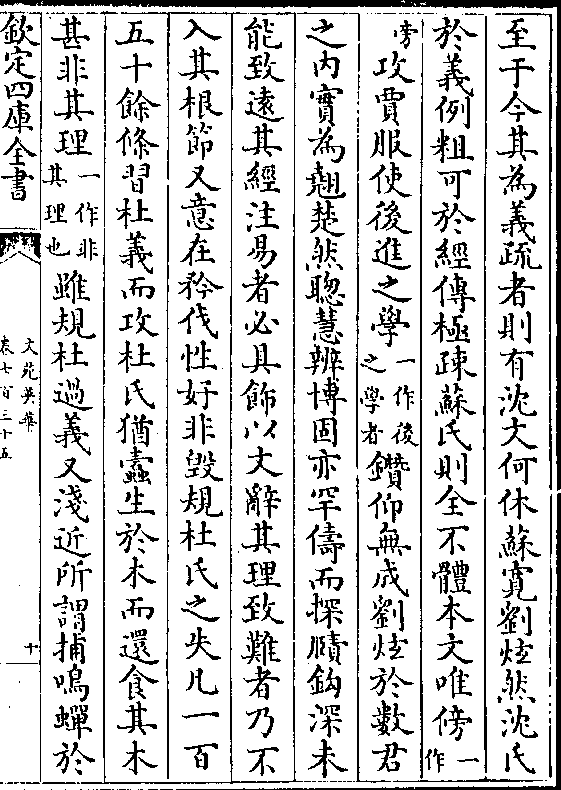 至于今其為義疏者則有沈文何休蘇寬劉炫然沈氏
於義例粗可於經傳極疎蘇氏則全不體本文唯傍一作
旁攻賈服使後進之學一作後之學者鑽仰無成劉炫於數君
之內實為翹楚然聰慧辨博固亦罕儔而探賾鈎深未
能致遠其經注易者必具飾以文辭其理致難者乃不
入其根節又意在矜伐性好非毁規杜氏之失凡一百
五十餘條習杜義而攻杜氏猶蠹生於木而還食其木
甚非其理一作非其理也雖規杜過義又淺近所謂捕鳴蟬於
欽定四庫全書
文苑英華
卷七百三十五
十